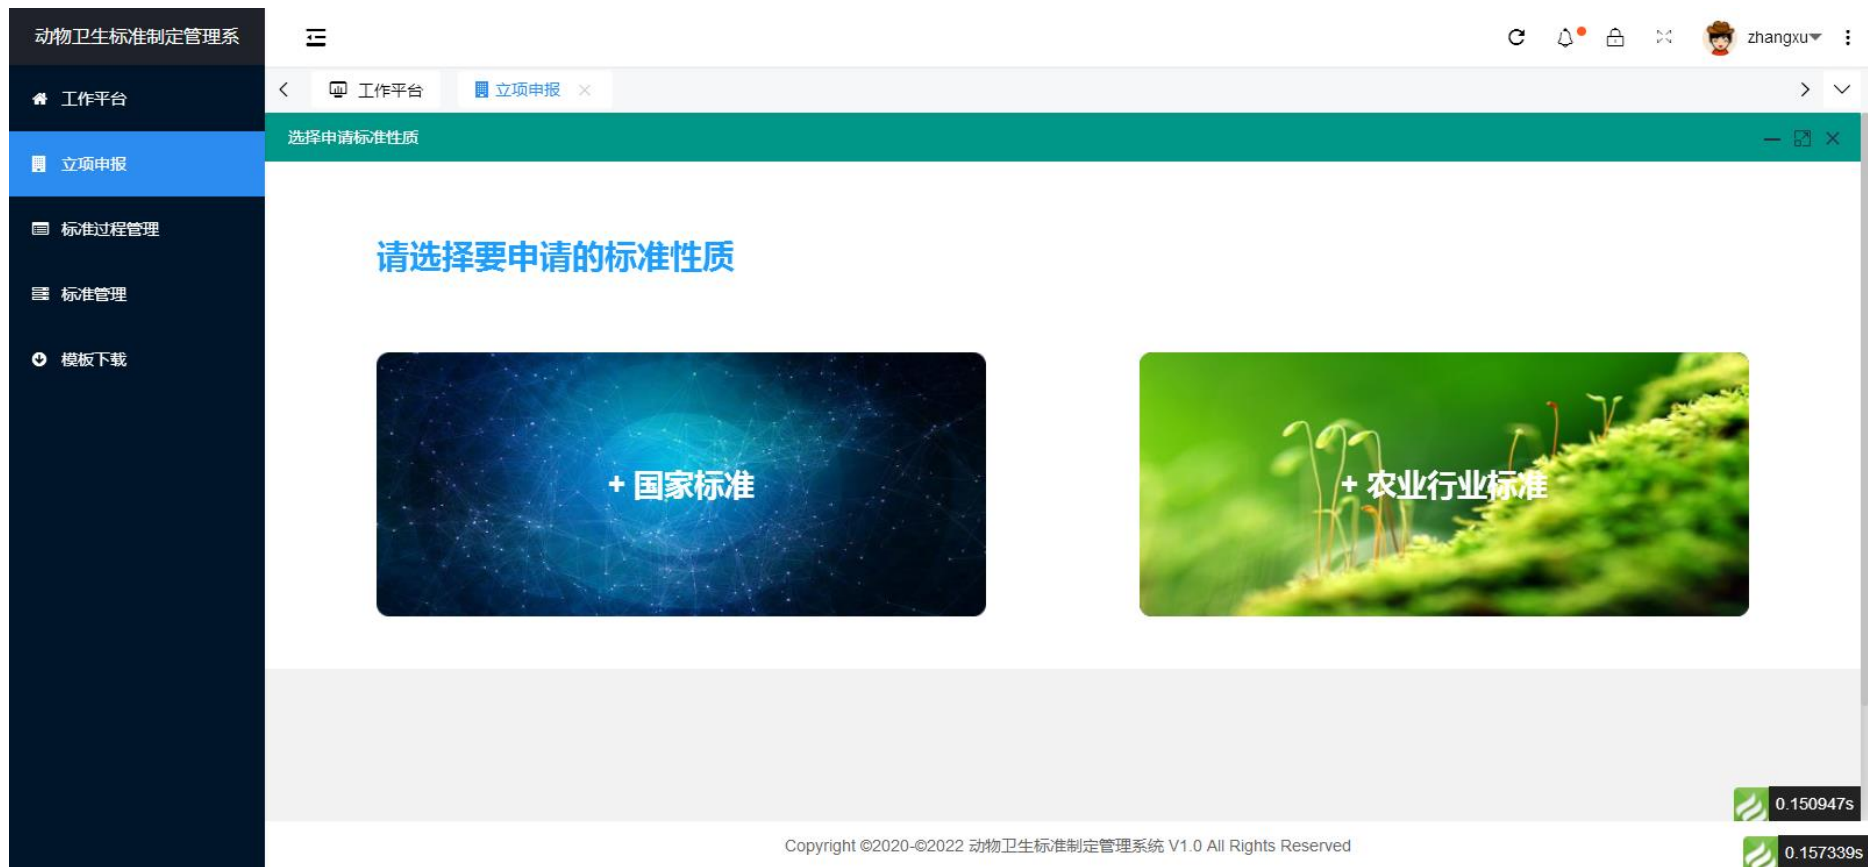 动物卫生标准制定管理系
zhangxu
工作平台
立项申报
标准过程管理
标准管理
模板下载
工作平台
立项申报
选择申请标准性质
请选择要申请的标准性质
+ 国家标准
+ 农业行业标准
0.150947s
Copyright ©2020-©2022 动物卫生标准制定管理系统 V1.0 All Rights Reserved
0.157339s